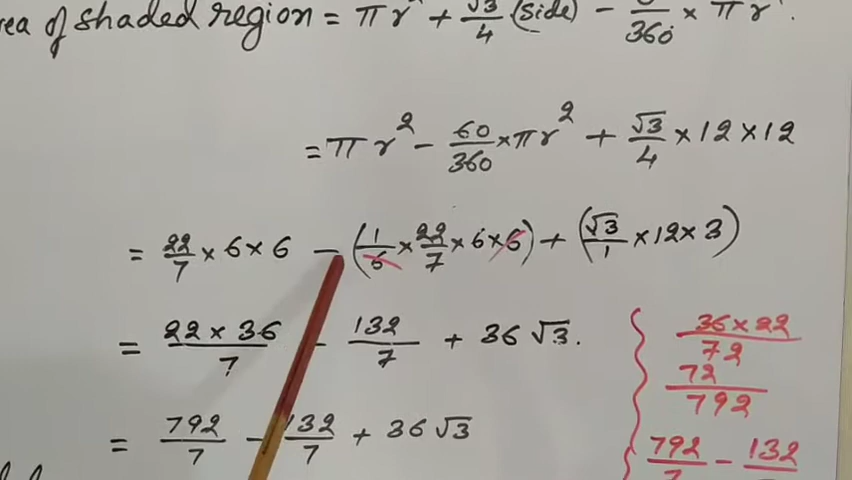 rea of shaded region = πr² + √3/4 (Side) − /360 × πr².
= πr² − 60/360 × πr² + √3/4 × 12 × 12
= 22/7 × 6 × 6 − (1/6 × 22/7 × 6 × 6) + (√3/1 × 12 × 3)
= 22 × 36/7 − 132/7 + 36√3.
36 × 22
72
72
792
= 792/7 − 132/7 + 36√3
792/7 − 132